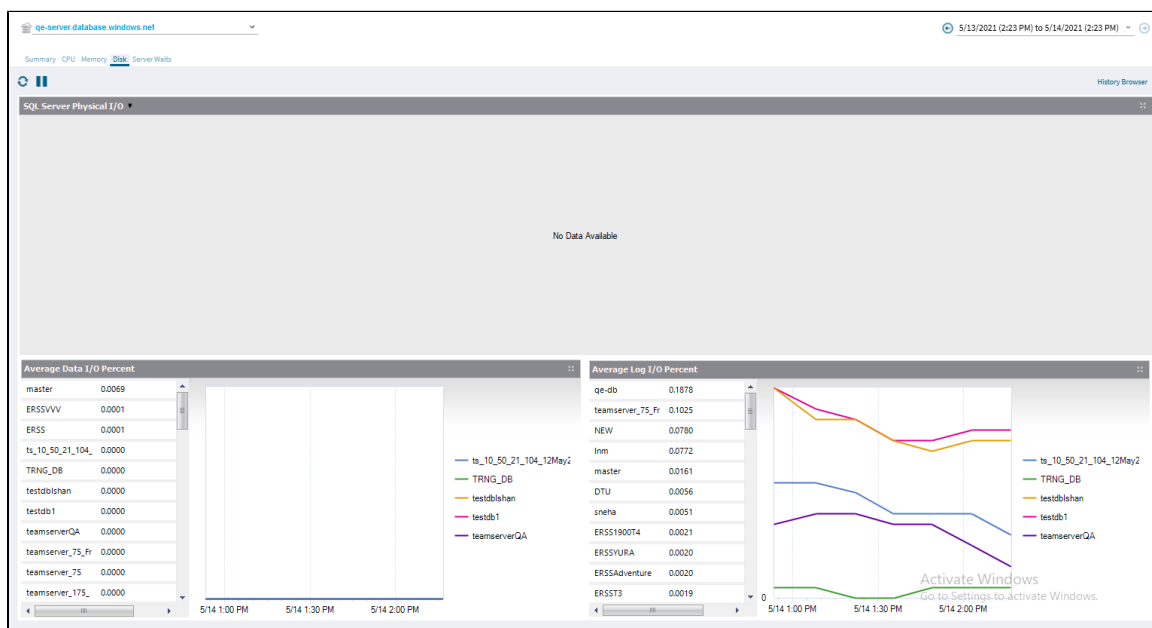 qe-server.database.windows.net
5/13/2021 (2:23 PM) to 5/14/2021 (2:23 PM)
Summary CPU Memory Disk Server Waits
History Browser
SQL Server Physical I/O
No Data Available
Average Data I/O Percent
master 0.0069
ERSSVVV 0.0001
ERSS 0.0001
ts_10_50_21_104_ 0.0000
TRNG_DB 0.0000
testdbIshan 0.0000
testdb1 0.0000
teamserverQA 0.0000
teamserver_75_Fr 0.0000
teamserver_75 0.0000
teamserver_175_ 0.0000
5/14 1:00 PM 5/14 1:30 PM 5/14 2:00 PM
ts_10_50_21_104_12May2
TRNG_DB
testdbIshan
testdb1
teamserverQA
Average Log I/O Percent
qe-db 0.1878
teamserver_75_Fr 0.1025
NEW 0.0780
lnm 0.0772
master 0.0161
DTU 0.0056
sneha 0.0051
ERSS1900T4 0.0021
ERSSYURA 0.0020
ERSSAdventure 0.0020
ERSST3 0.0019
0
5/14 1:00 PM 5/14 1:30 PM 5/14 2:00 PM
ts_10_50_21_104_12May2
TRNG_DB
testdbIshan
testdb1
teamserverQA
Activate Windows
Go to Settings to activate Windows.